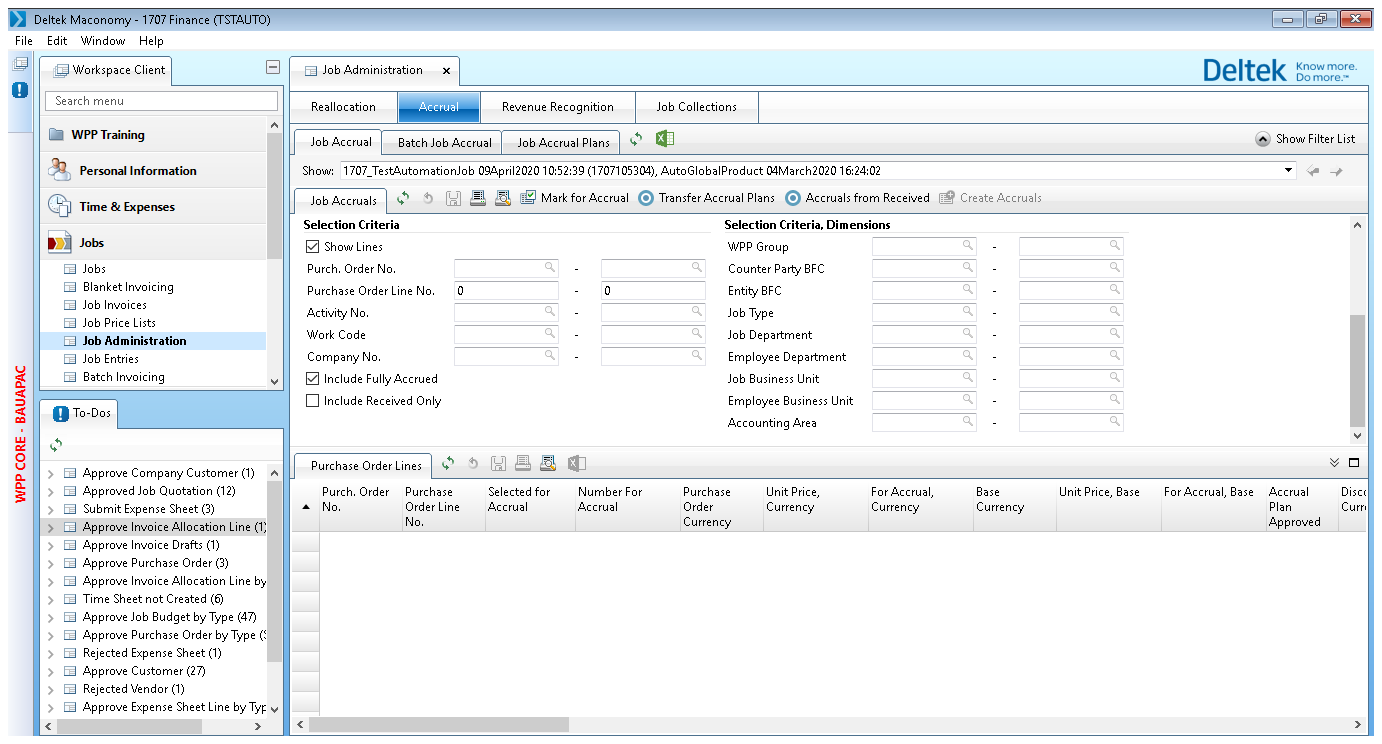 Deltek Maconomy - 1707 Finance (TSTAUTO)
File Edit Window Help
WPP CORE - BAUAPAC
Workspace Client
Search menu
WPP Training
Personal Information
Time & Expenses
Jobs
Jobs
Blanket Invoicing
Job Invoices
Job Price Lists
Job Administration
Job Entries
Batch Invoicing
To-Dos
Approve Company Customer (1)
Approved Job Quotation (12)
Submit Expense Sheet (3)
Approve Invoice Allocation Line (1)
Approve Invoice Drafts (1)
Approve Purchase Order (3)
Approve Invoice Allocation Line by
Time Sheet not Created (6)
Approve Job Budget by Type (47)
Approve Purchase Order by Type (
Rejected Expense Sheet (1)
Approve Customer (27)
Rejected Vendor (1)
Approve Expense Sheet Line by Typ
Job Administration x
Deltek Know more.
Do more.™
Reallocation Accrual Revenue Recognition Job Collections
Job Accrual Batch Job Accrual Job Accrual Plans Show Filter List
Show: 1707_TestAutomationJob 09April2020 10:52:39 (1707105304), AutoGlobalProduct 04March2020 16:24:02
Job Accruals Mark for Accrual Transfer Accrual Plans Accruals from Received Create Accruals
Selection Criteria Selection Criteria, Dimensions
Show Lines WPP Group -
Purch. Order No. - Counter Party BFC -
Purchase Order Line No. 0 - 0 Entity BFC -
Activity No. - Job Type -
Work Code - Job Department -
Company No. - Employee Department -
Include Fully Accrued Job Business Unit -
Include Received Only Employee Business Unit -
Accounting Area -
Purchase Order Lines
Purch. Order Purchase Selected for Number For Purchase Unit Price, For Accrual, Base Unit Price, Base For Accrual, Base Accrual Disco
No. Order Line Accrual Accrual Order Currency Currency Currency Plan Curr
No. Currency Approved